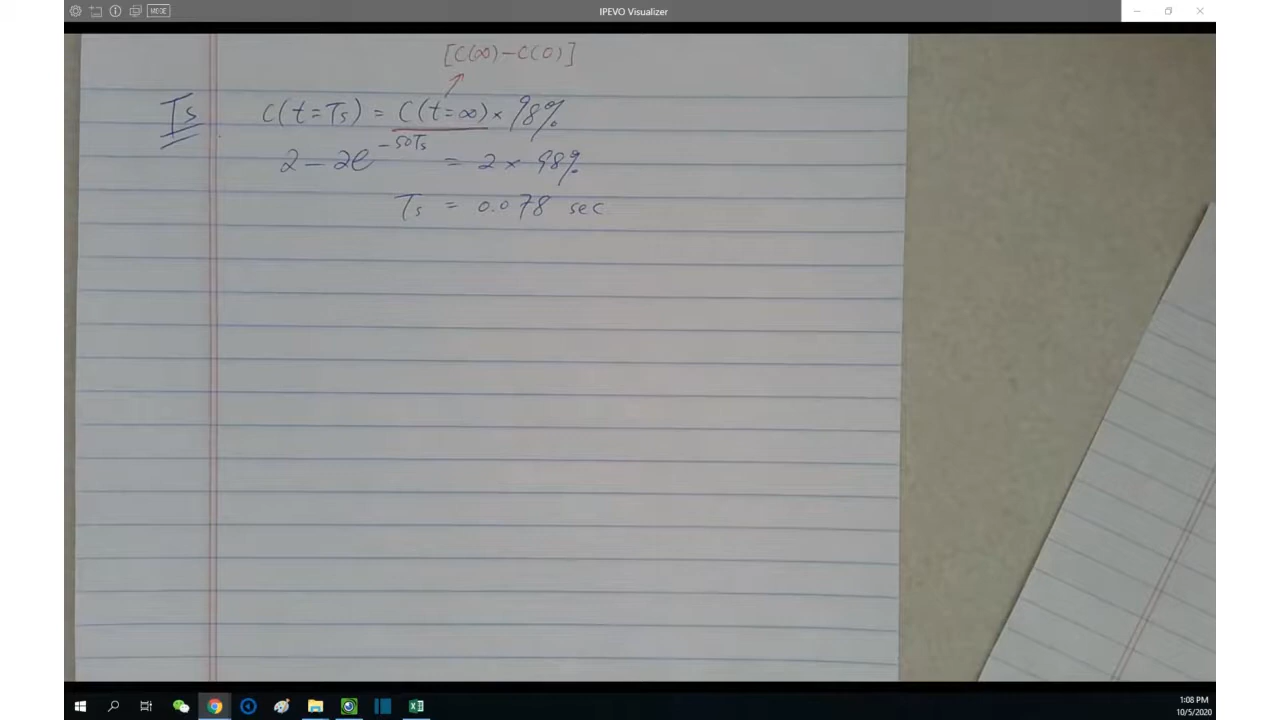 IPEVO Visualizer
MODE
[C(∞)-C(0)]
Ts C(t=Ts) = C(t=∞) × 98%
2 - 2e^{-50Ts} = 2 × 98%
Ts = 0.078 sec
1:08 PM
10/5/2020